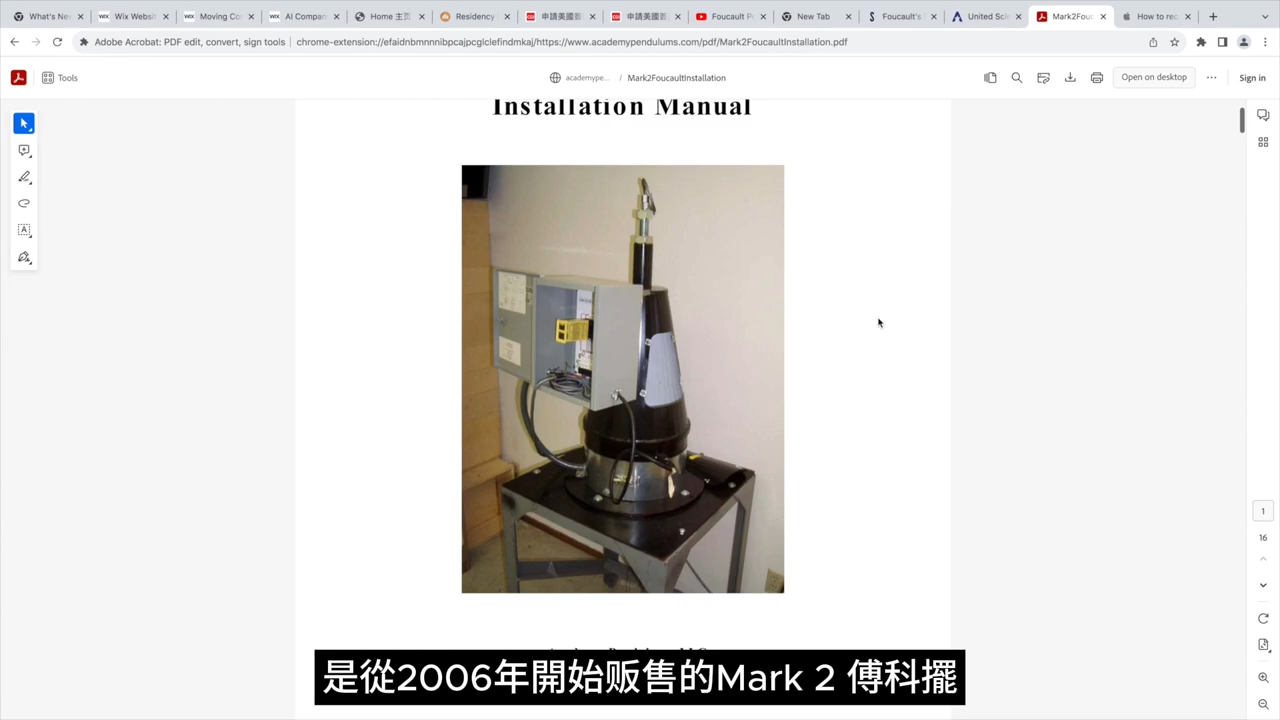 What's New
Wix Websit
Moving Co
AI Compan
Home 主页
Residency
申請美國簽
申請美國簽
Foucault P
New Tab
Foucault's
United Sci
Mark2Fouc
How to rec
Adobe Acrobat: PDF edit, convert, sign tools | chrome-extension://efaidnbmnnnibpcajpcglclefindmkaj/https://www.academypendulums.com/pdf/Mark2FoucaultInstallation.pdf
Tools
academype...
Mark2FoucaultInstallation
Open on desktop
Sign in
Installation Manual
1
16
是從2006年開始贩售的Mark 2 傅科擺